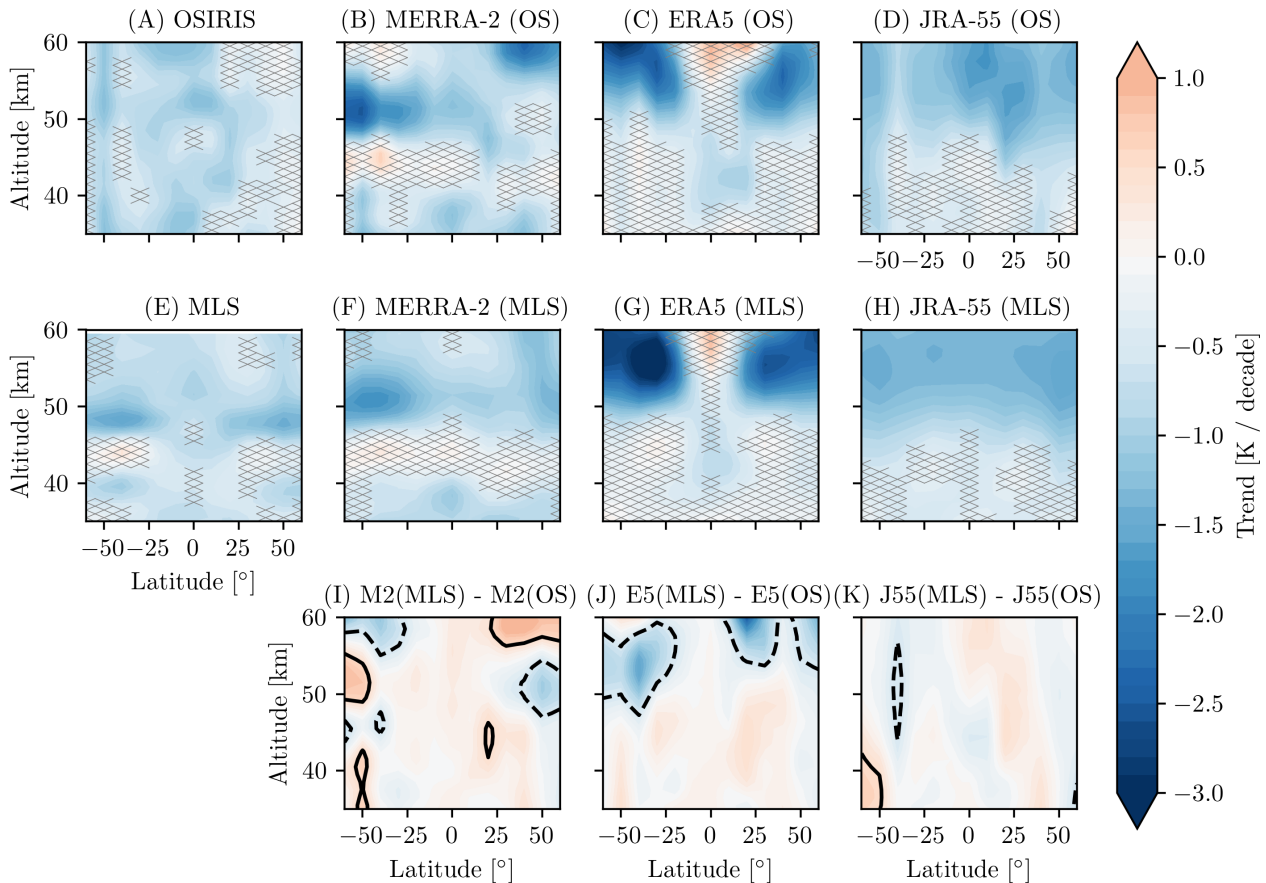 (A) OSIRIS
(B) MERRA-2 (OS)
(C) ERA5 (OS)
(D) JRA-55 (OS)
60
50
40
Altitude [km]
−50
−25
0
25
50
(E) MLS
(F) MERRA-2 (MLS)
(G) ERA5 (MLS)
(H) JRA-55 (MLS)
60
50
40
Altitude [km]
−50
−25
0
25
50
Latitude [°]
(I) M2(MLS) - M2(OS)
(J) E5(MLS) - E5(OS)
(K) J55(MLS) - J55(OS)
60
50
40
Altitude [km]
−50
−25
0
25
50
Latitude [°]
−50
−25
0
25
50
Latitude [°]
−50
−25
0
25
50
Latitude [°]
1.0
0.5
0.0
−0.5
−1.0
−1.5
−2.0
−2.5
−3.0
Trend [K / decade]